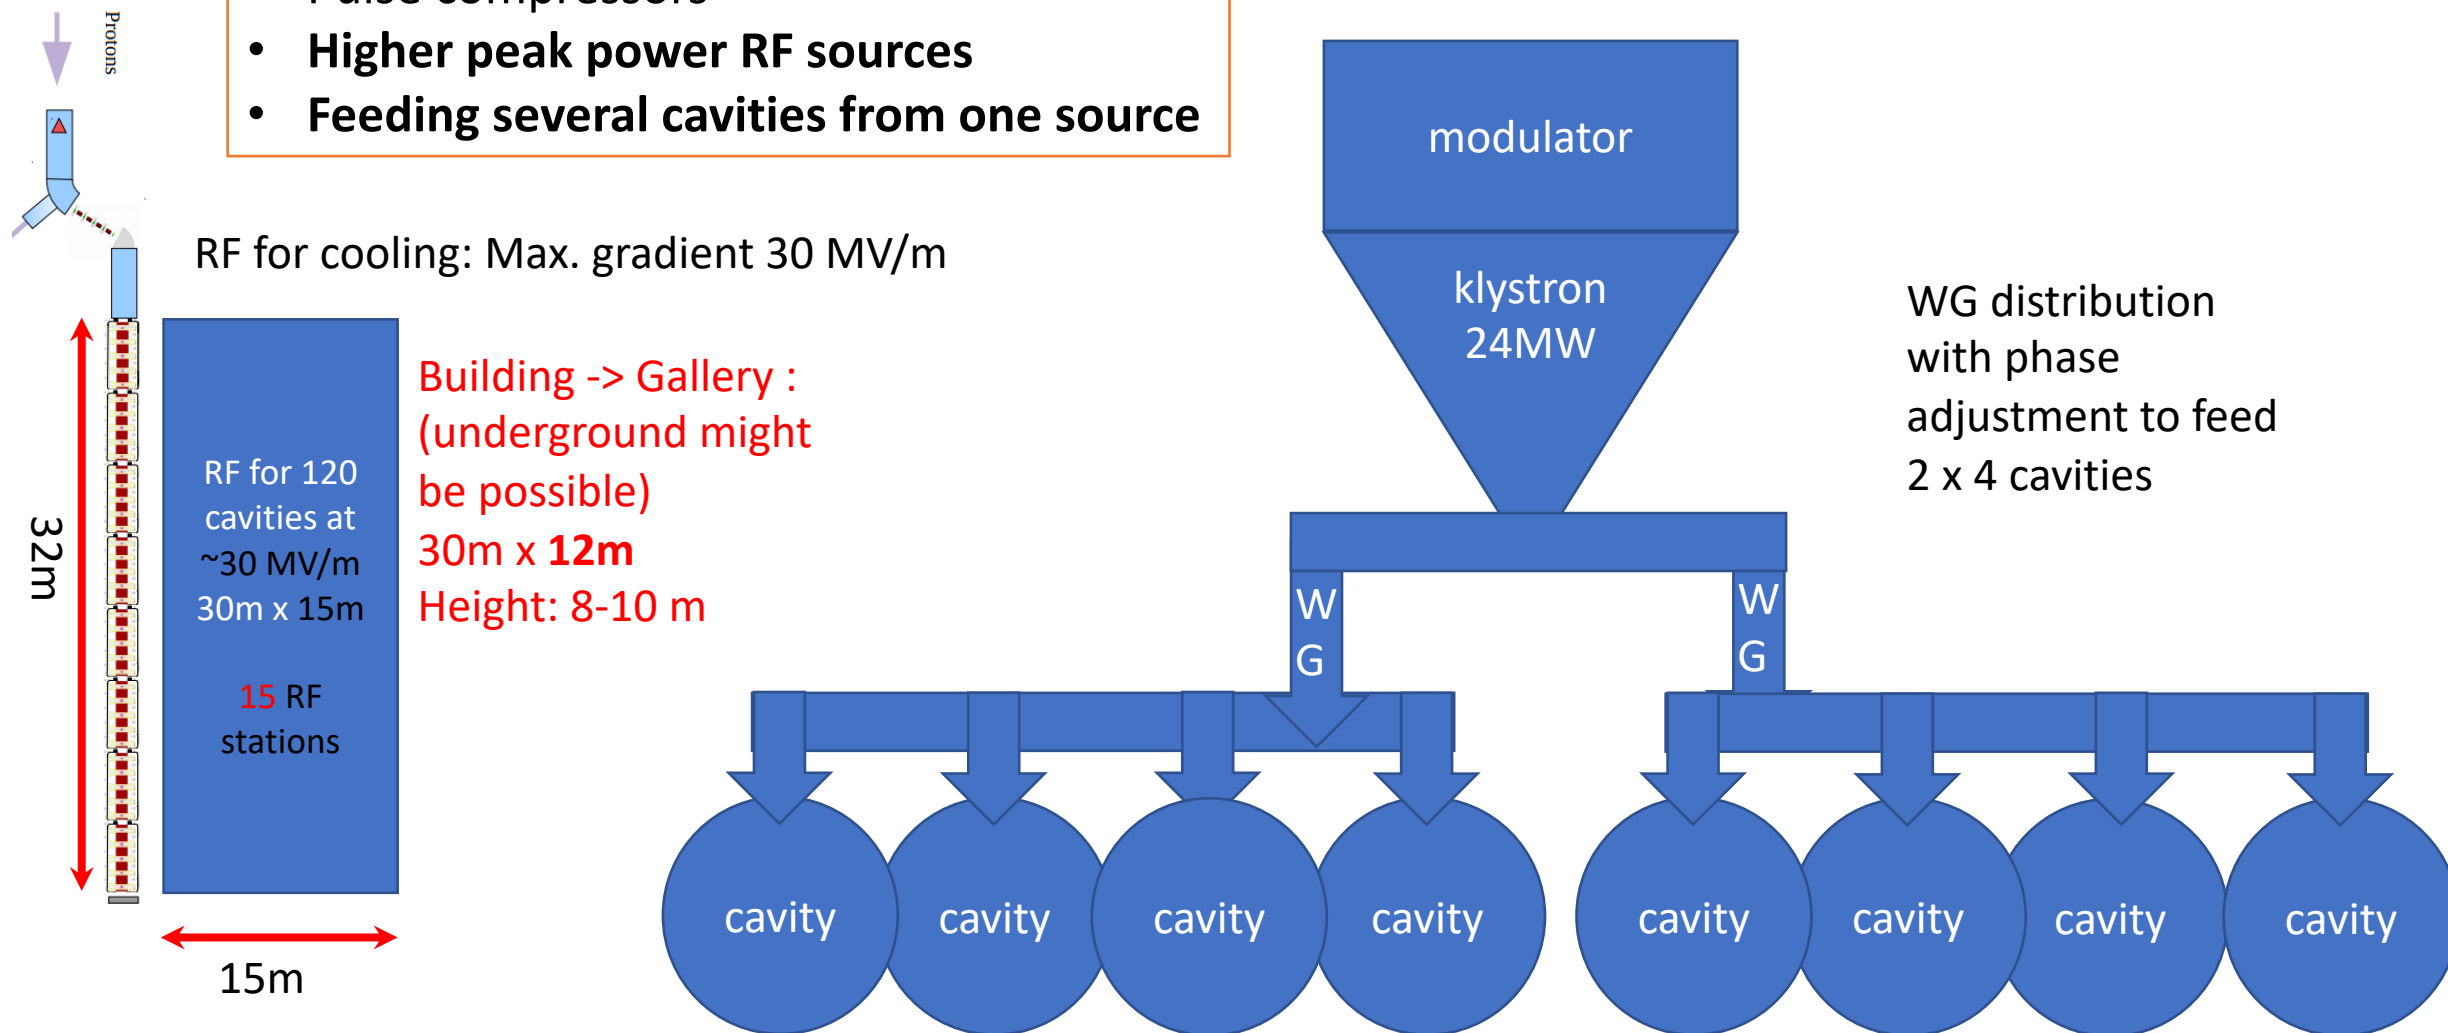 Protons
Pulse compressors
• Higher peak power RF sources
• Feeding several cavities from one source
RF for cooling: Max. gradient 30 MV/m
32m
RF for 120
cavities at
~30 MV/m
30m x 15m
15 RF
stations
15m
Building -> Gallery :
(underground might
be possible)
30m x 12m
Height: 8-10 m
modulator
klystron
24MW
WG distribution
with phase
adjustment to feed
2 x 4 cavities
W
G
W
G
cavity
cavity
cavity
cavity
cavity
cavity
cavity
cavity